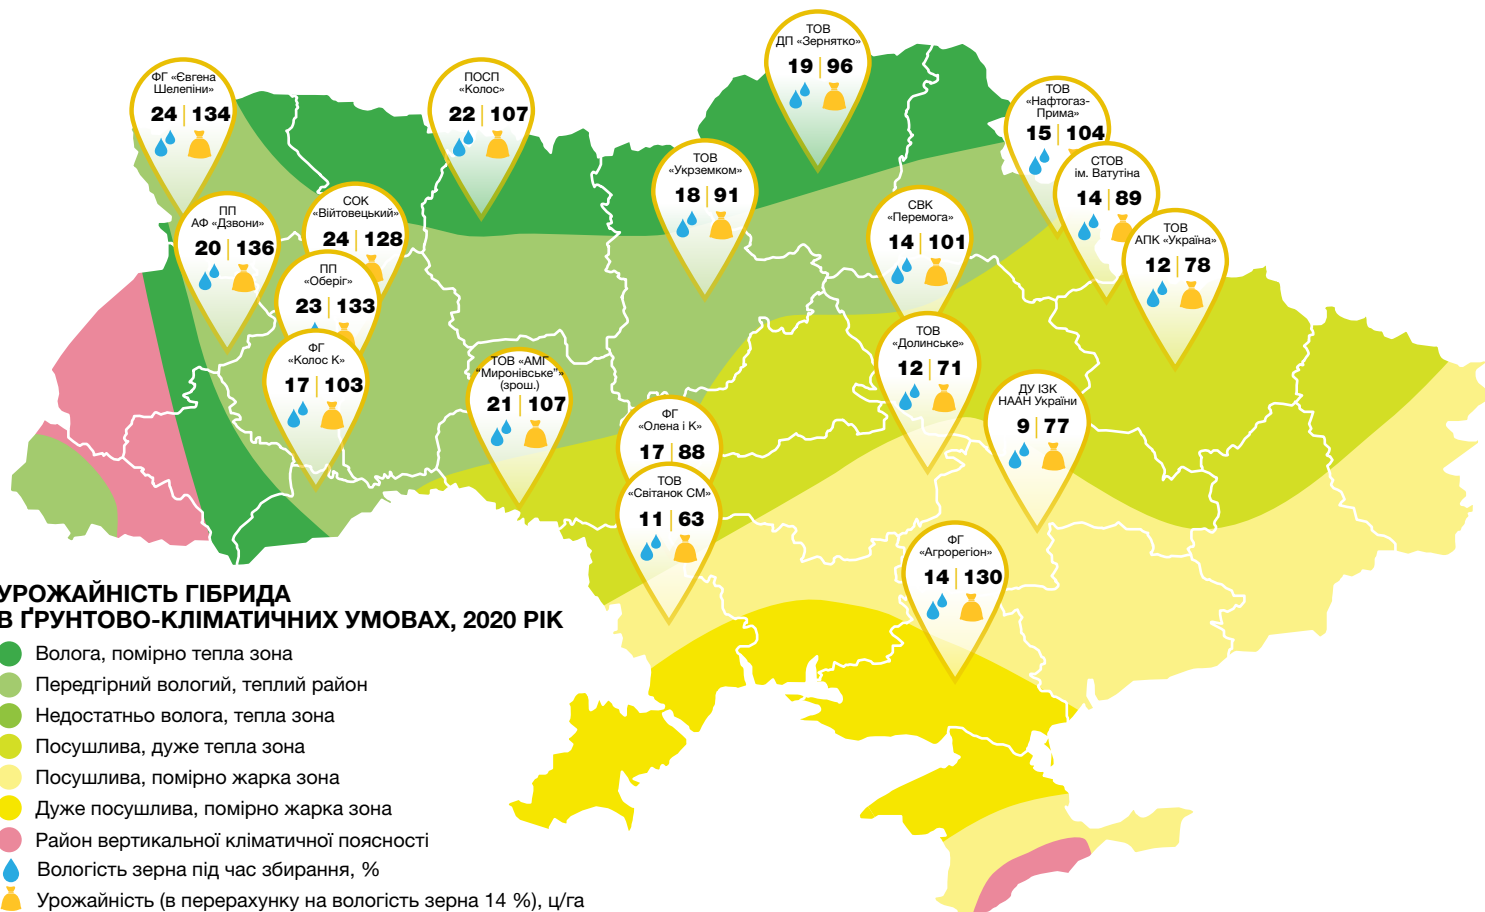 ТОВ
ДП «Зернятко»
19 96
ФГ «Євгена
Шелепіни»
24 134
ПОСП
«Колос»
22 107
ТОВ
«Нафтогаз-
Прима»
15 104
ТОВ
«Укрземком»
18 91
СТОВ
ім. Ватутіна
14 89
ПП
АФ «Дзвони»
20 136
СОК
«Війтовецький»
24 128
СВК
«Перемога»
14 101
ТОВ
АПК «Україна»
12 78
ПП
«Оберіг»
23 133
ФГ
«Колос К»
17 103
ТОВ «АМГ
“Миронівське”»
(зрош.)
21 107
ТОВ
«Долинське»
12 71
ДУ ІЗК
НААН України
9 77
ФГ
«Олена і К»
17 88
ТОВ
«Світанок СМ»
11 63
ФГ
«Агрорегіон»
14 130
УРОЖАЙНІСТЬ ГІБРИДА
В ҐРУНТОВО-КЛІМАТИЧНИХ УМОВАХ, 2020 РІК
Волога, помірно тепла зона
Передгірний вологий, теплий район
Недостатньо волога, тепла зона
Посушлива, дуже тепла зона
Посушлива, помірно жарка зона
Дуже посушлива, помірно жарка зона
Район вертикальної кліматичної поясності
Вологість зерна під час збирання, %
Урожайність (в перерахунку на вологість зерна 14 %), ц/га